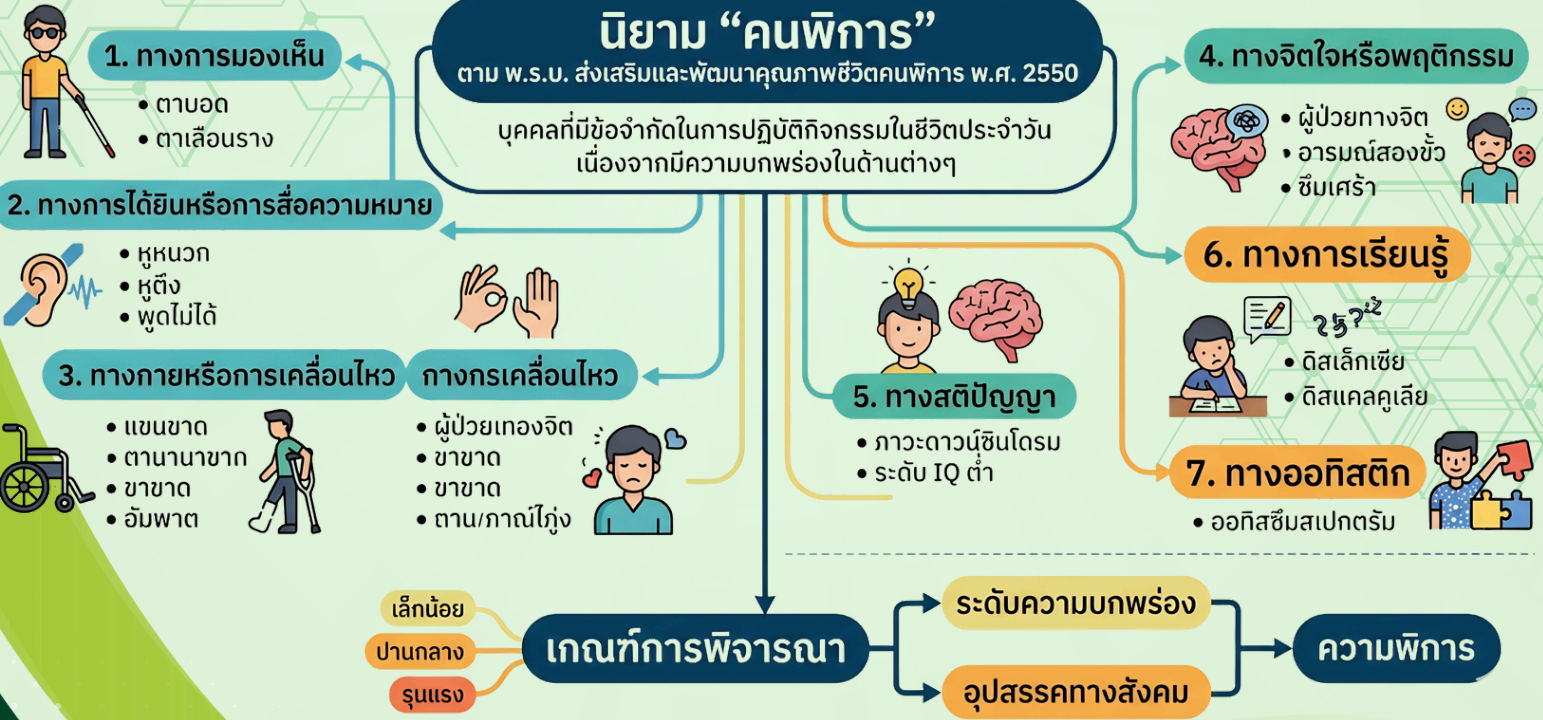 นิยาม “คนพิการ”
ตาม พ.ร.บ. ส่งเสริมและพัฒนาคุณภาพชีวิตคนพิการ พ.ศ. 2550
บุคคลที่มีข้อจำกัดในการปฏิบัติกิจกรรมในชีวิตประจำวัน
เนื่องจากมีความบกพร่องในด้านต่างๆ
1. ทางการมองเห็น
• ตาบอด
• ตาเลือนราง
2. ทางการได้ยินหรือการสื่อความหมาย
• หูหนวก
• หูตึง
• พูดไม่ได้
3. ทางกายหรือการเคลื่อนไหว
• แขนขาด
• ตานานาขาด
• ขาขาด
• อัมพาต
กางกรเคลื่อนไหว
• ผู้ป่วยเทองจิต
• ขาขาด
• ขาขาด
• ตาน/ภาณ์ไภู่ง
4. ทางจิตใจหรือพฤติกรรม
• ผู้ป่วยทางจิต
• อารมณ์สองขั้ว
• ซึมเศร้า
5. ทางสติปัญญา
• ภาวะดาวน์ซินโดรม
• ระดับ IQ ต่ำ
6. ทางการเรียนรู้
• ดิสเล็กเซีย
• ดิสแคลคูเลีย
7. ทางออทิสติก
• ออทิสซึมสเปกตรัม
เล็กน้อย
ปานกลาง
รุนแรง
เกณฑ์การพิจารณา
ระดับความบกพร่อง
อุปสรรคทางสังคม
ความพิการ